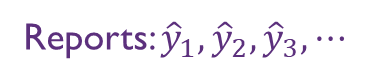 Reports: ŷ₁, ŷ₂, ŷ₃, ⋯